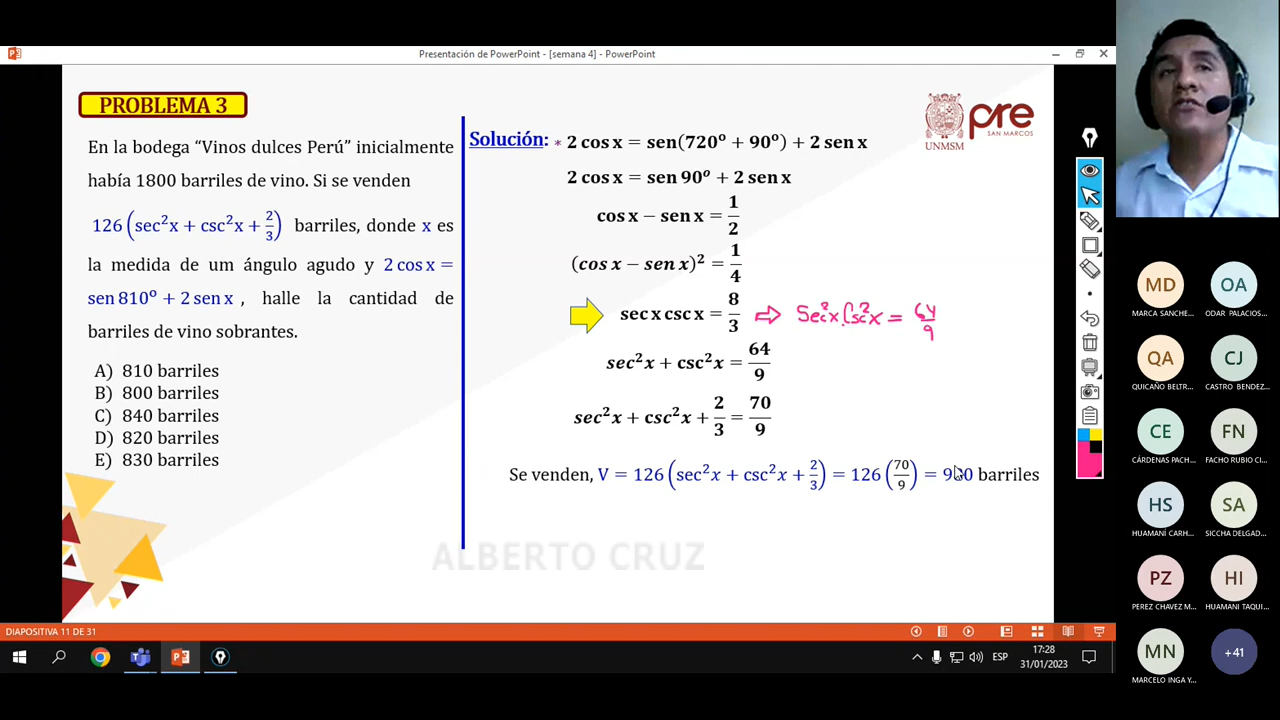 Presentación de PowerPoint - [semana 4] - PowerPoint
PROBLEMA 3
En la bodega “Vinos dulces Perú” inicialmente
había 1800 barriles de vino. Si se venden
126 (sec²x + csc²x + 2/3) barriles, donde x es
la medida de um ángulo agudo y 2 cos x =
sen 810° + 2 sen x , halle la cantidad de
barriles de vino sobrantes.
A) 810 barriles
B) 800 barriles
C) 840 barriles
D) 820 barriles
E) 830 barriles
Solución: * 2 cos x = sen(720° + 90°) + 2 sen x
2 cos x = sen 90° + 2 sen x
cos x − sen x = 1/2
(cos x − sen x)² = 1/4
sec x csc x = 8/3 ⇨ Sec²x.Csc²x = 64/9
sec²x + csc²x = 64/9
sec²x + csc²x + 2/3 = 70/9
Se venden, V = 126 (sec²x + csc²x + 2/3) = 126 (70/9) = 980 barriles
UNMSM
pre
SAN MARCOS
ALBERTO CRUZ
DIAPOSITIVA 11 DE 31
ESP
17:28
31/01/2023
MD
MARCA SANCHE...
OA
ODAR PALACIOS...
QA
QUICAÑO BELTR...
CJ
CASTRO BENDEZ...
CE
CÁRDENAS PACH...
FN
FACHO RUBIO CI...
HS
HUAMANÍ CARH...
SA
SICCHA DELGAD...
PZ
PEREZ CHAVEZ M...
HI
HUAMANI TAQUI...
MN
MARCELO INGA Y...
+41